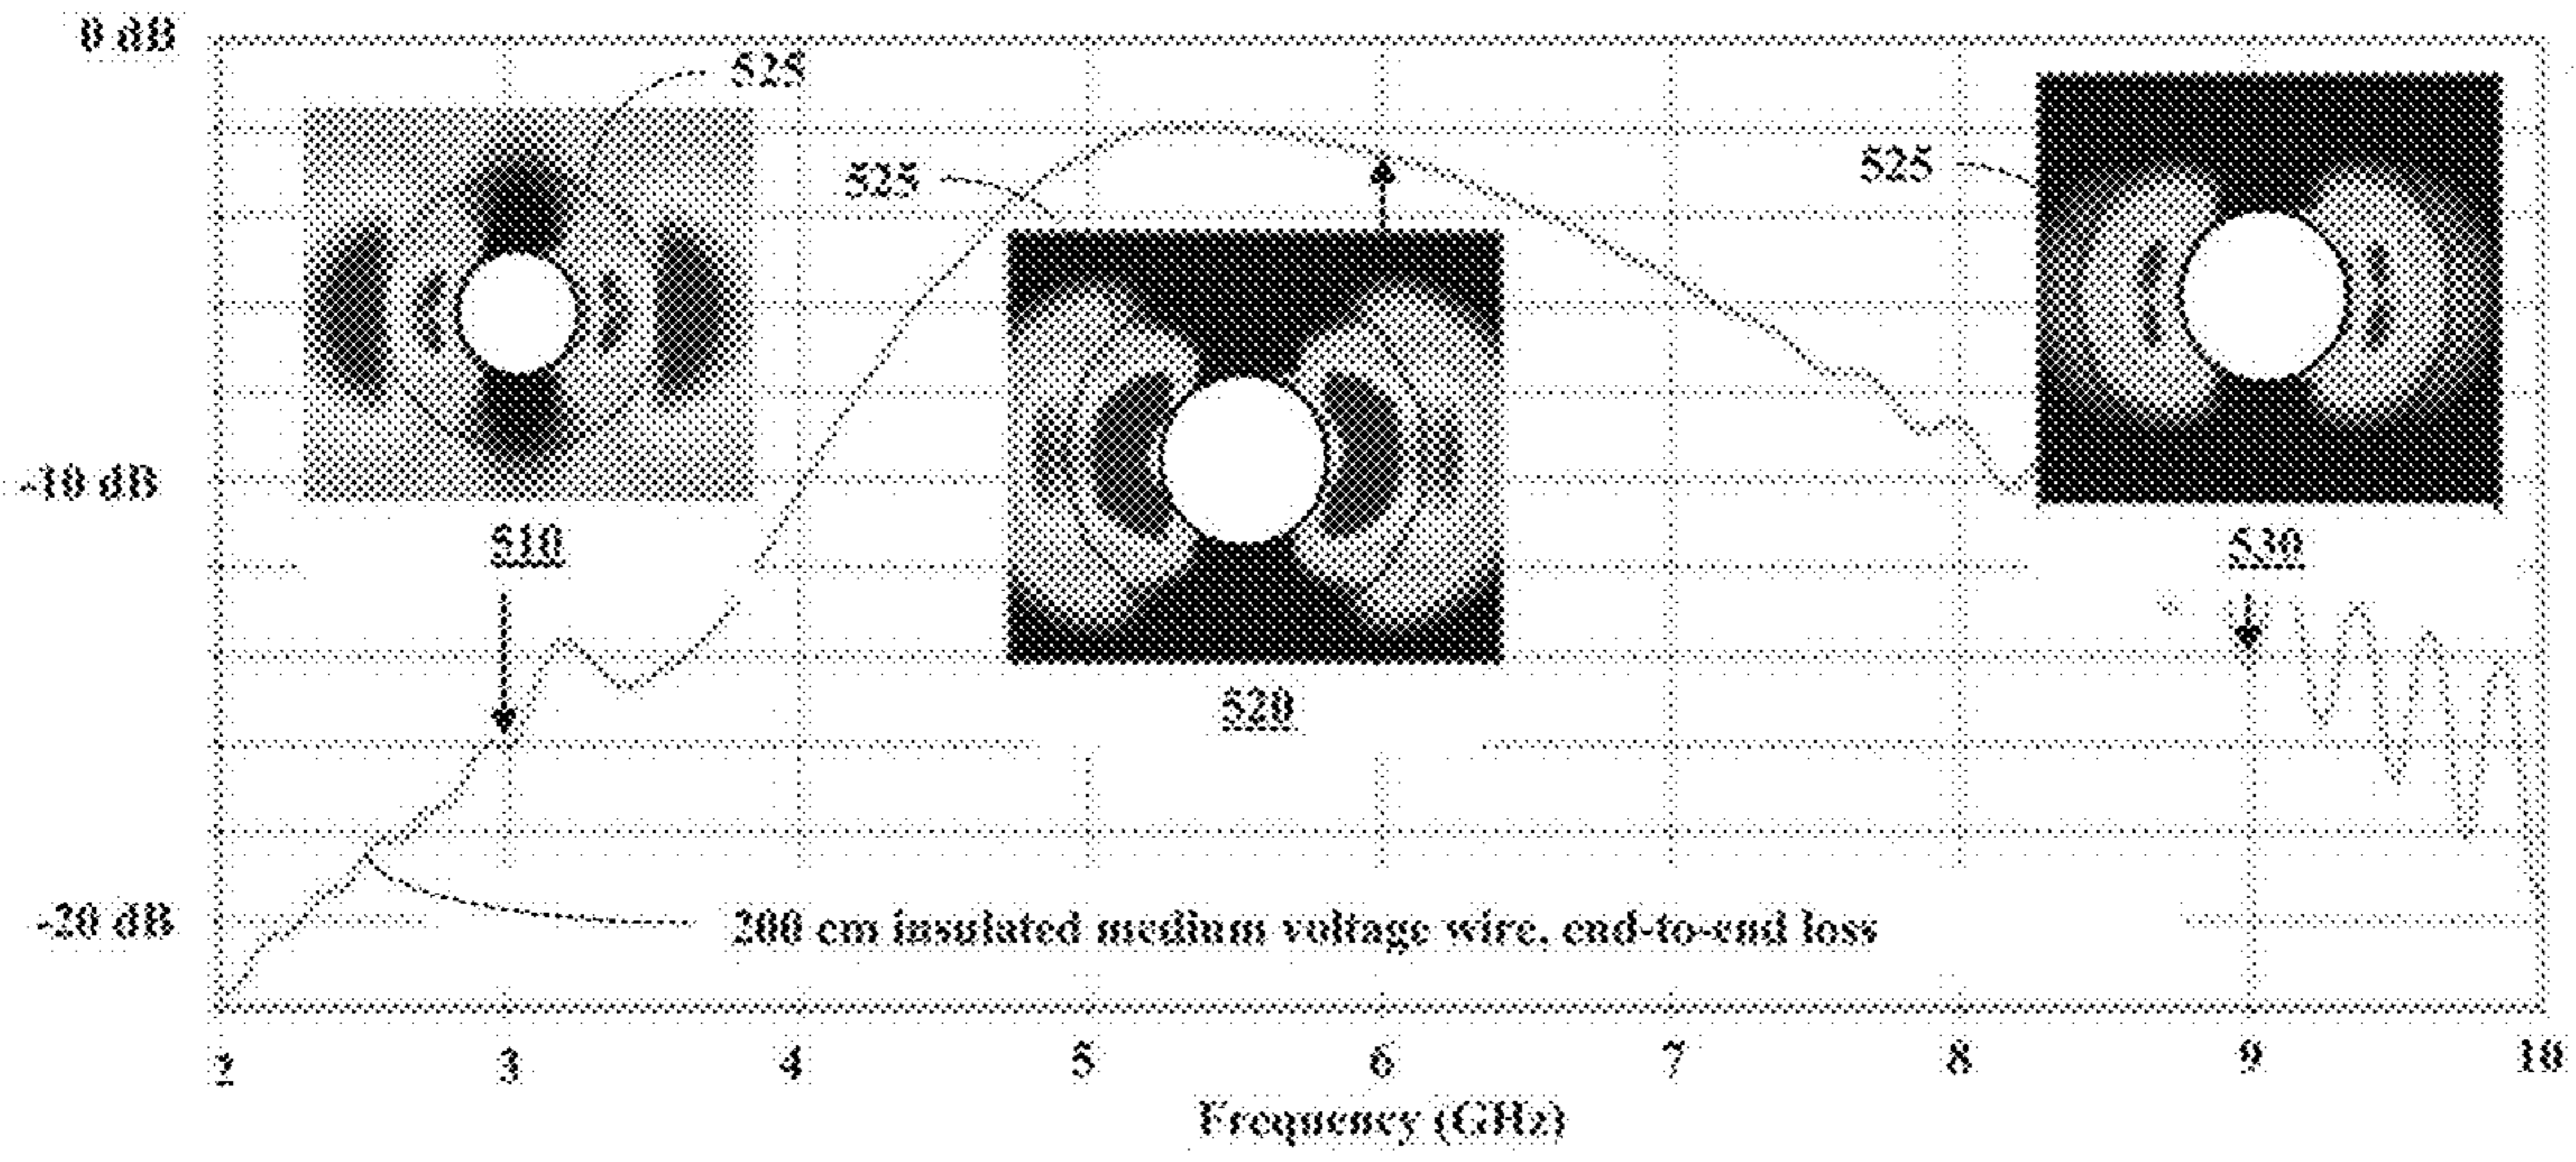 0 dB
525
525
525
-10 dB
510
530
520
-20 dB
200 cm insulated medium voltage wire, end-to-end loss
2 3 4 5 6 7 8 9 10
Frequency (GHz)